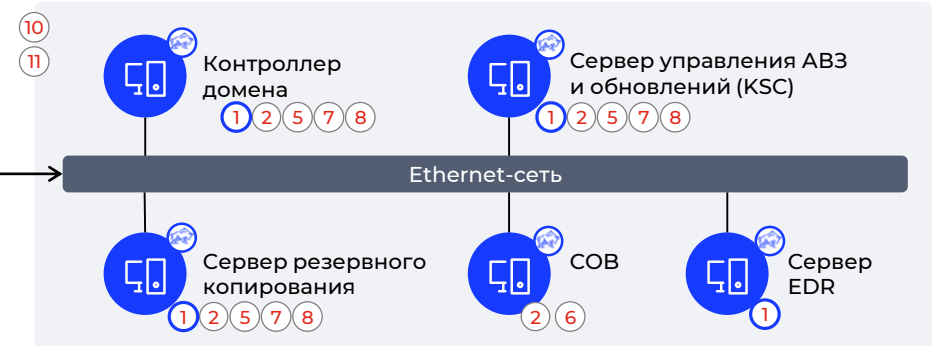 10
11
Контроллер
домена
1 2 5 7 8
Сервер управления АВЗ
и обновлений (KSC)
1 2 5 7 8
Ethernet-сеть
Сервер резервного
копирования
1 2 5 7 8
СОВ
2 6
Сервер
EDR
1